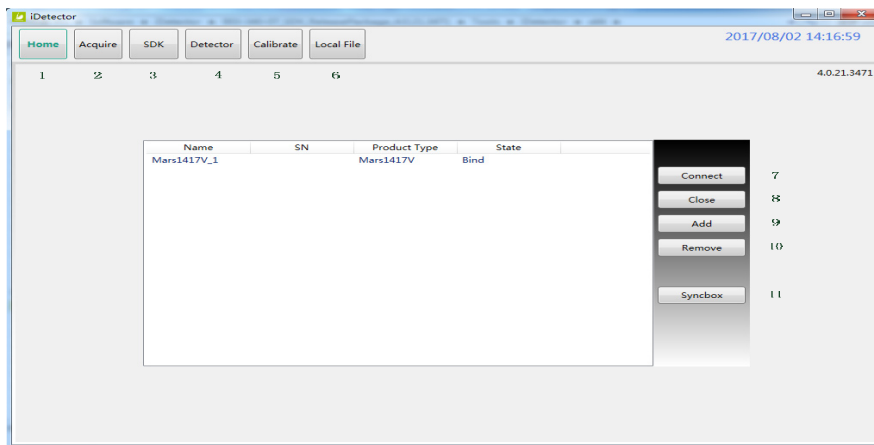 iDetector
Home Acquire SDK Detector Calibrate Local File
2017/08/02 14:16:59
1 2 3 4 5 6
4.0.21.3471
Name SN Product Type State
Mars1417V_1 Mars1417V Bind
Connect 7
Close 8
Add 9
Remove 10
Syncbox 11